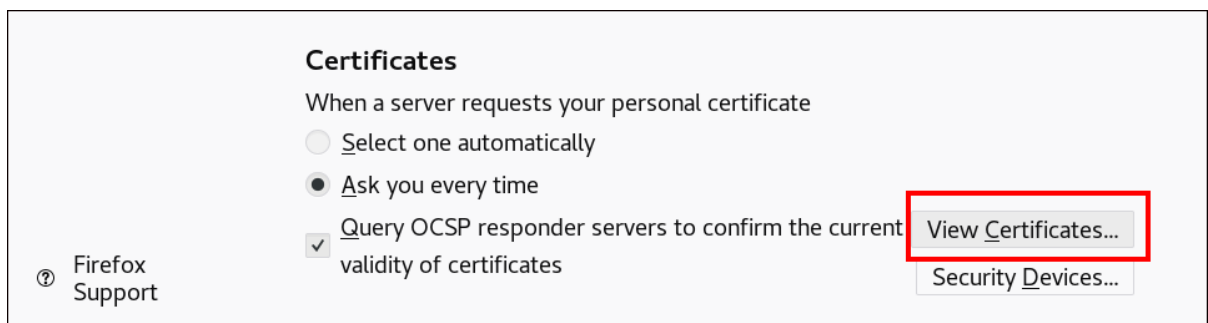 Certificates
When a server requests your personal certificate
Select one automatically
Ask you every time
Query OCSP responder servers to confirm the current
validity of certificates
View Certificates...
Security Devices...
Firefox
Support